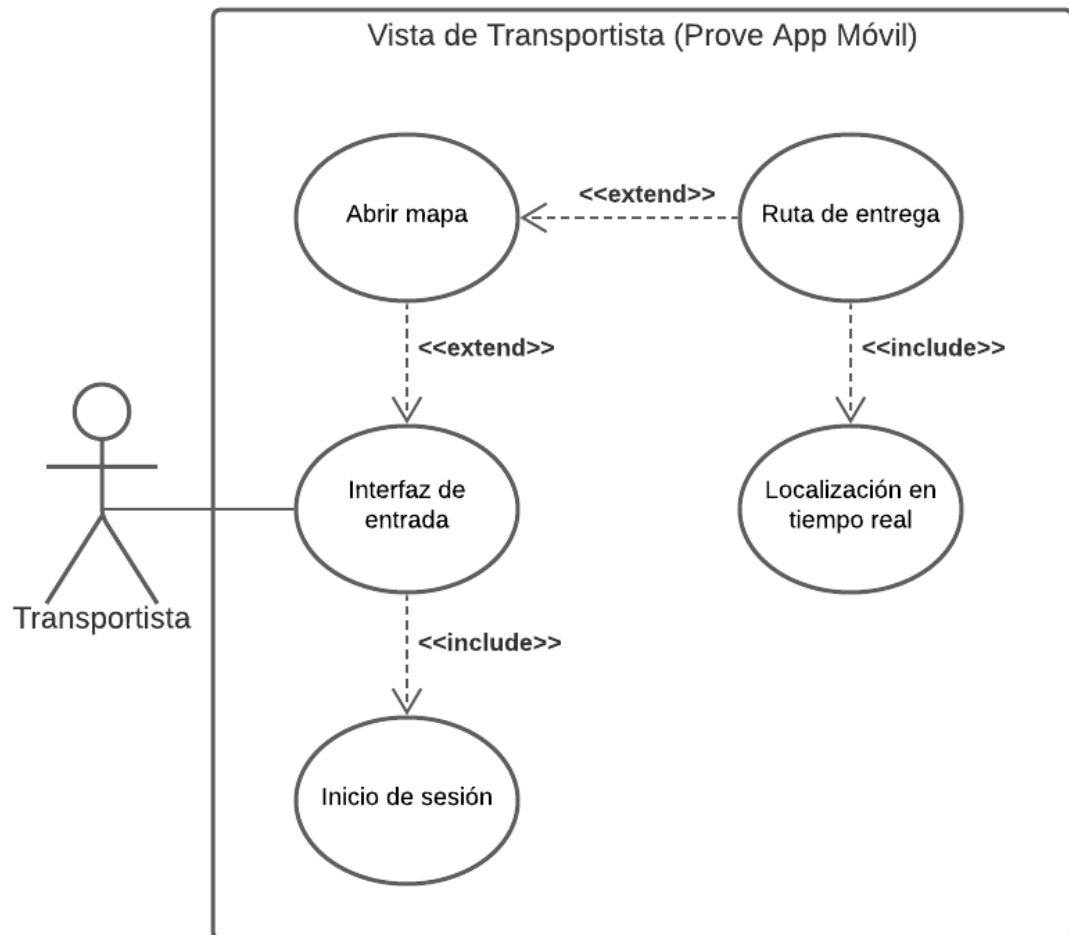 Vista de Transportista (Prove App Móvil)
<<extend>>
Abrir mapa
Ruta de entrega
<<extend>>
<<include>>
Interfaz de
entrada
Localización en
tiempo real
Transportista
<<include>>
Inicio de sesión